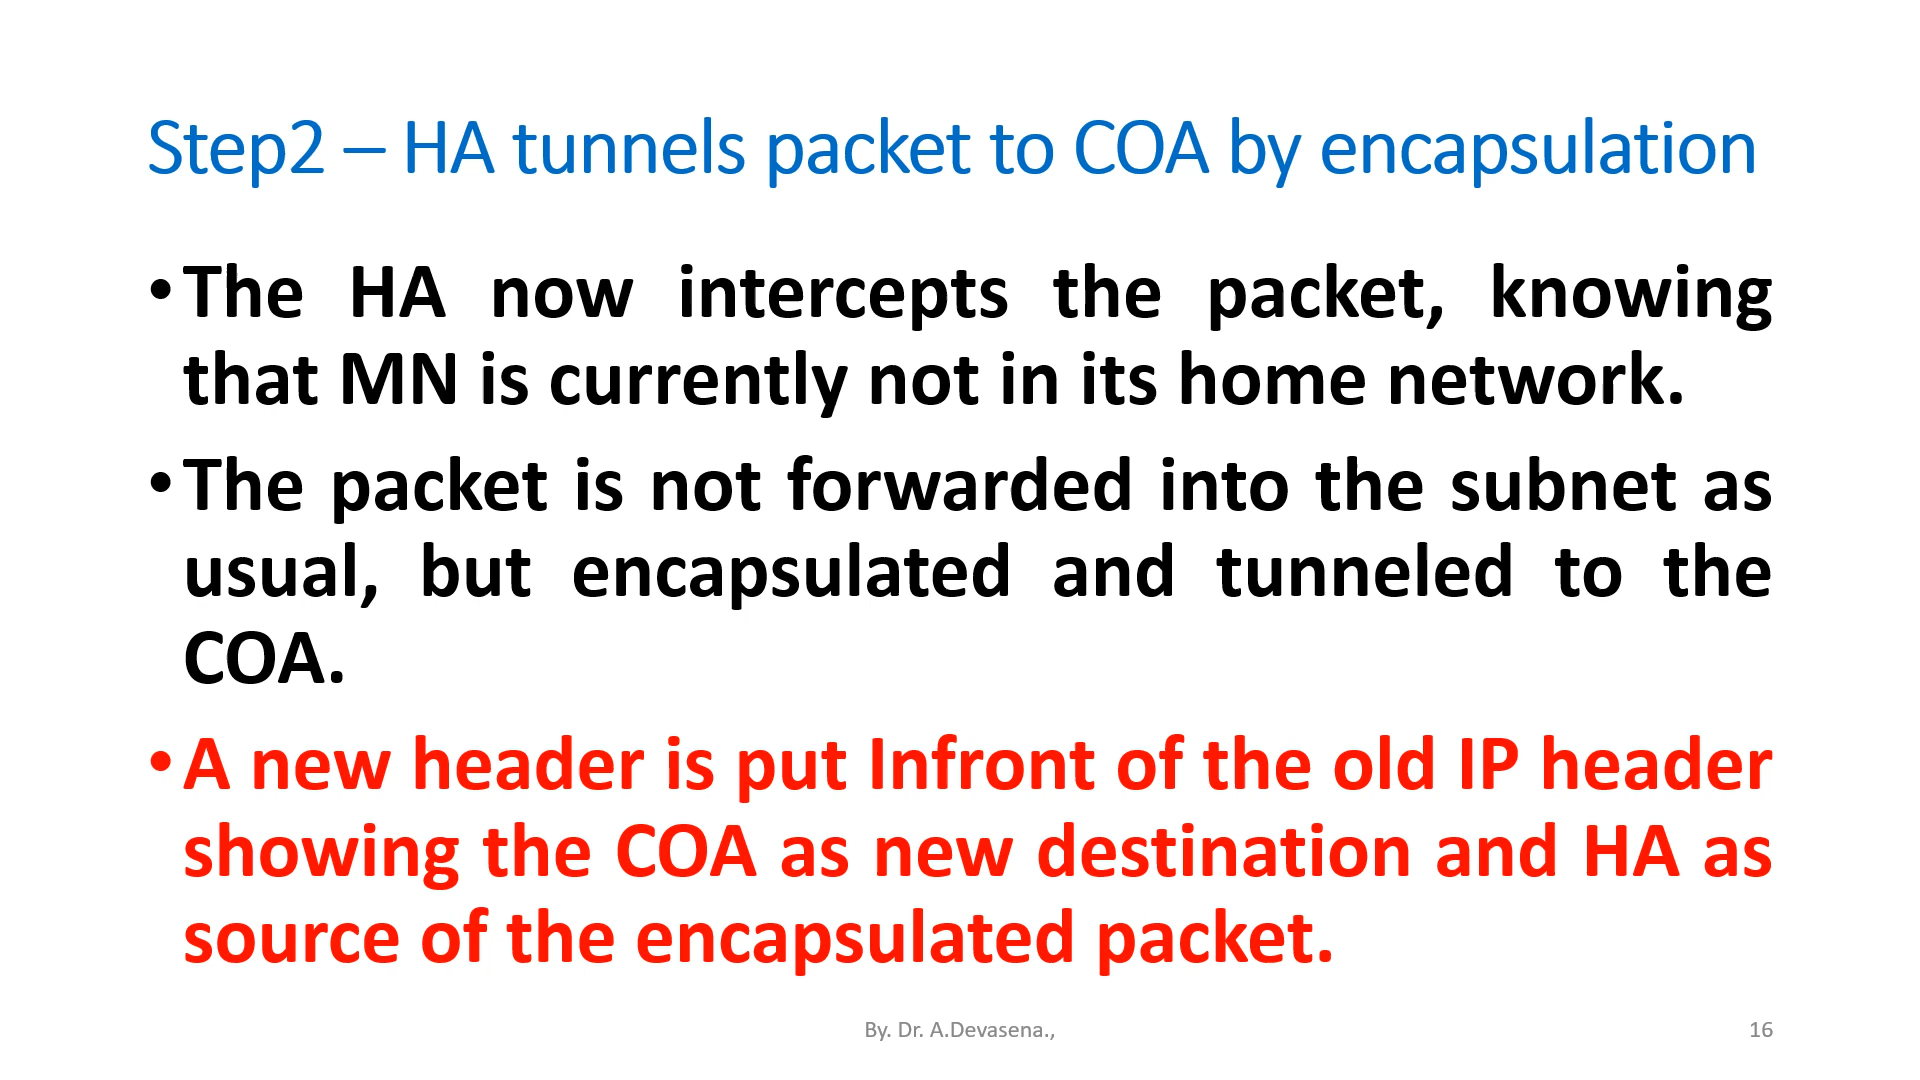 Step2 – HA tunnels packet to COA by encapsulation
•The HA now intercepts the packet, knowing
that MN is currently not in its home network.
•The packet is not forwarded into the subnet as
usual, but encapsulated and tunneled to the
COA.
•A new header is put Infront of the old IP header
showing the COA as new destination and HA as
source of the encapsulated packet.
By. Dr. A.Devasena.,
16